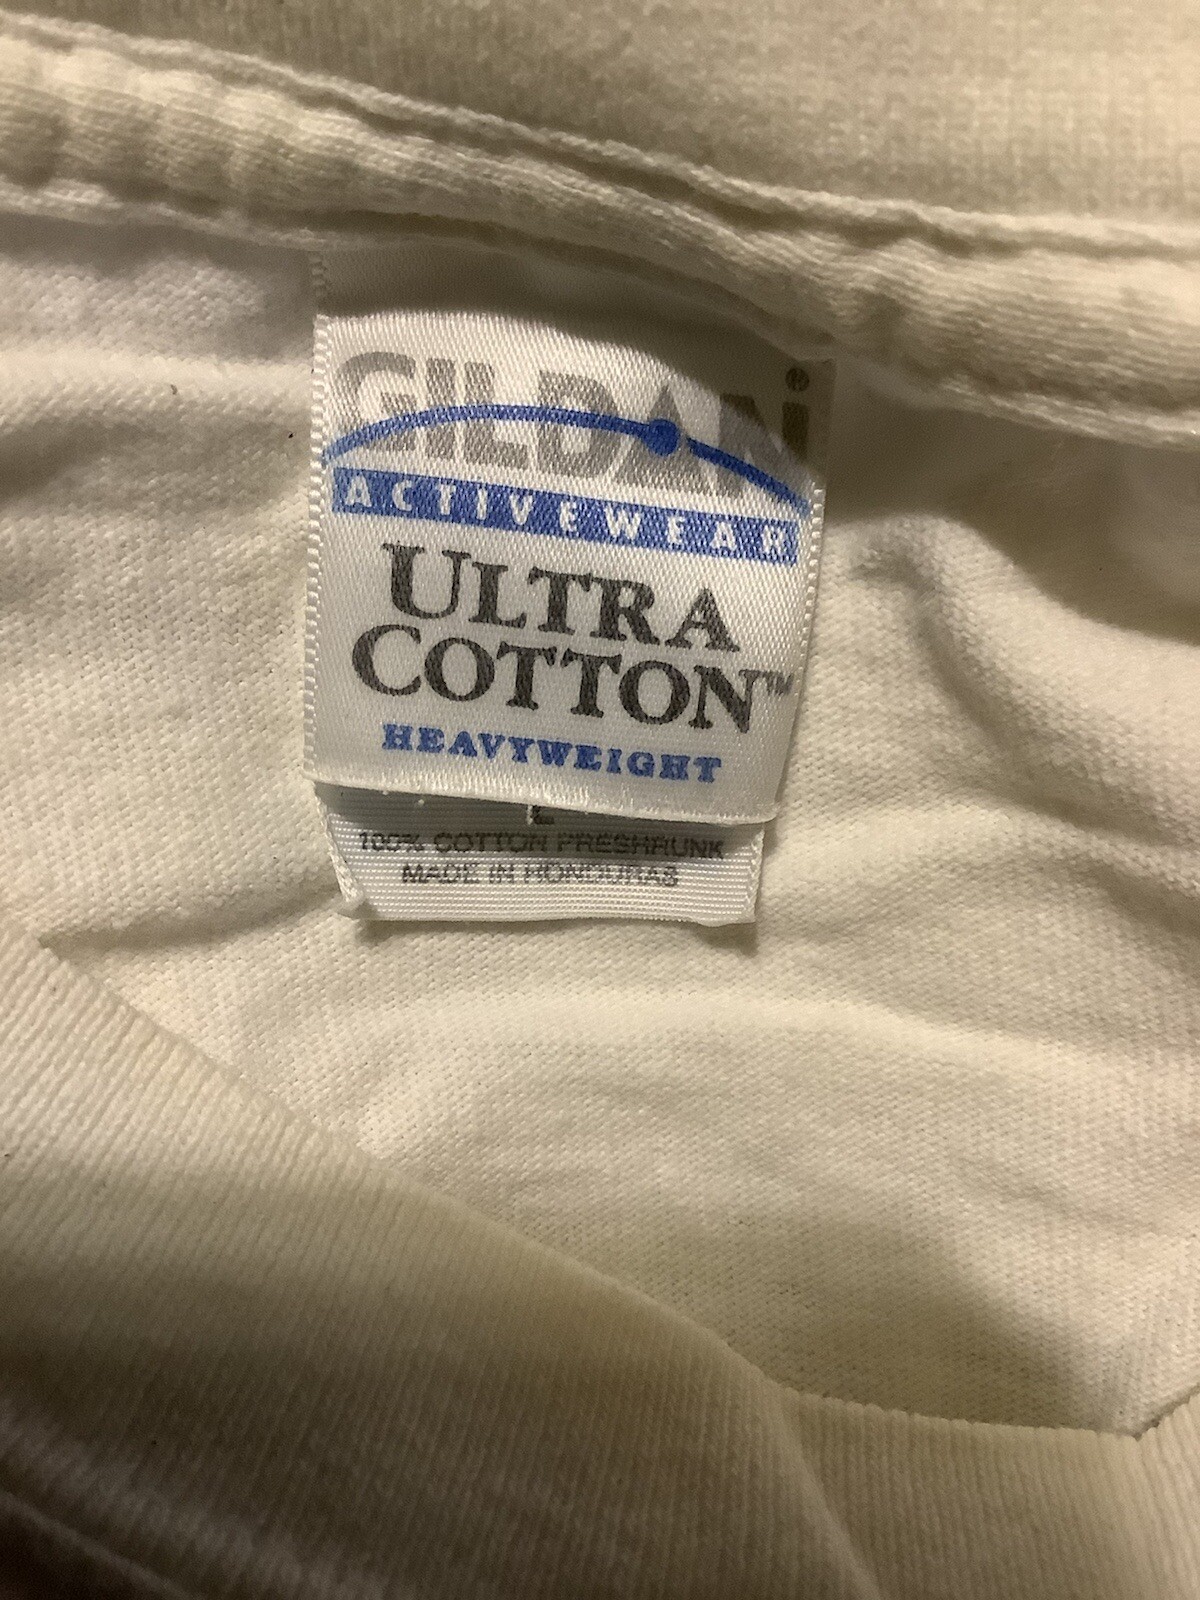 GILDAN
ACTIVEWEAR
ULTRA
COTTON™
HEAVYWEIGHT
L
100% COTTON PRESHRUNK
MADE IN HONDURAS